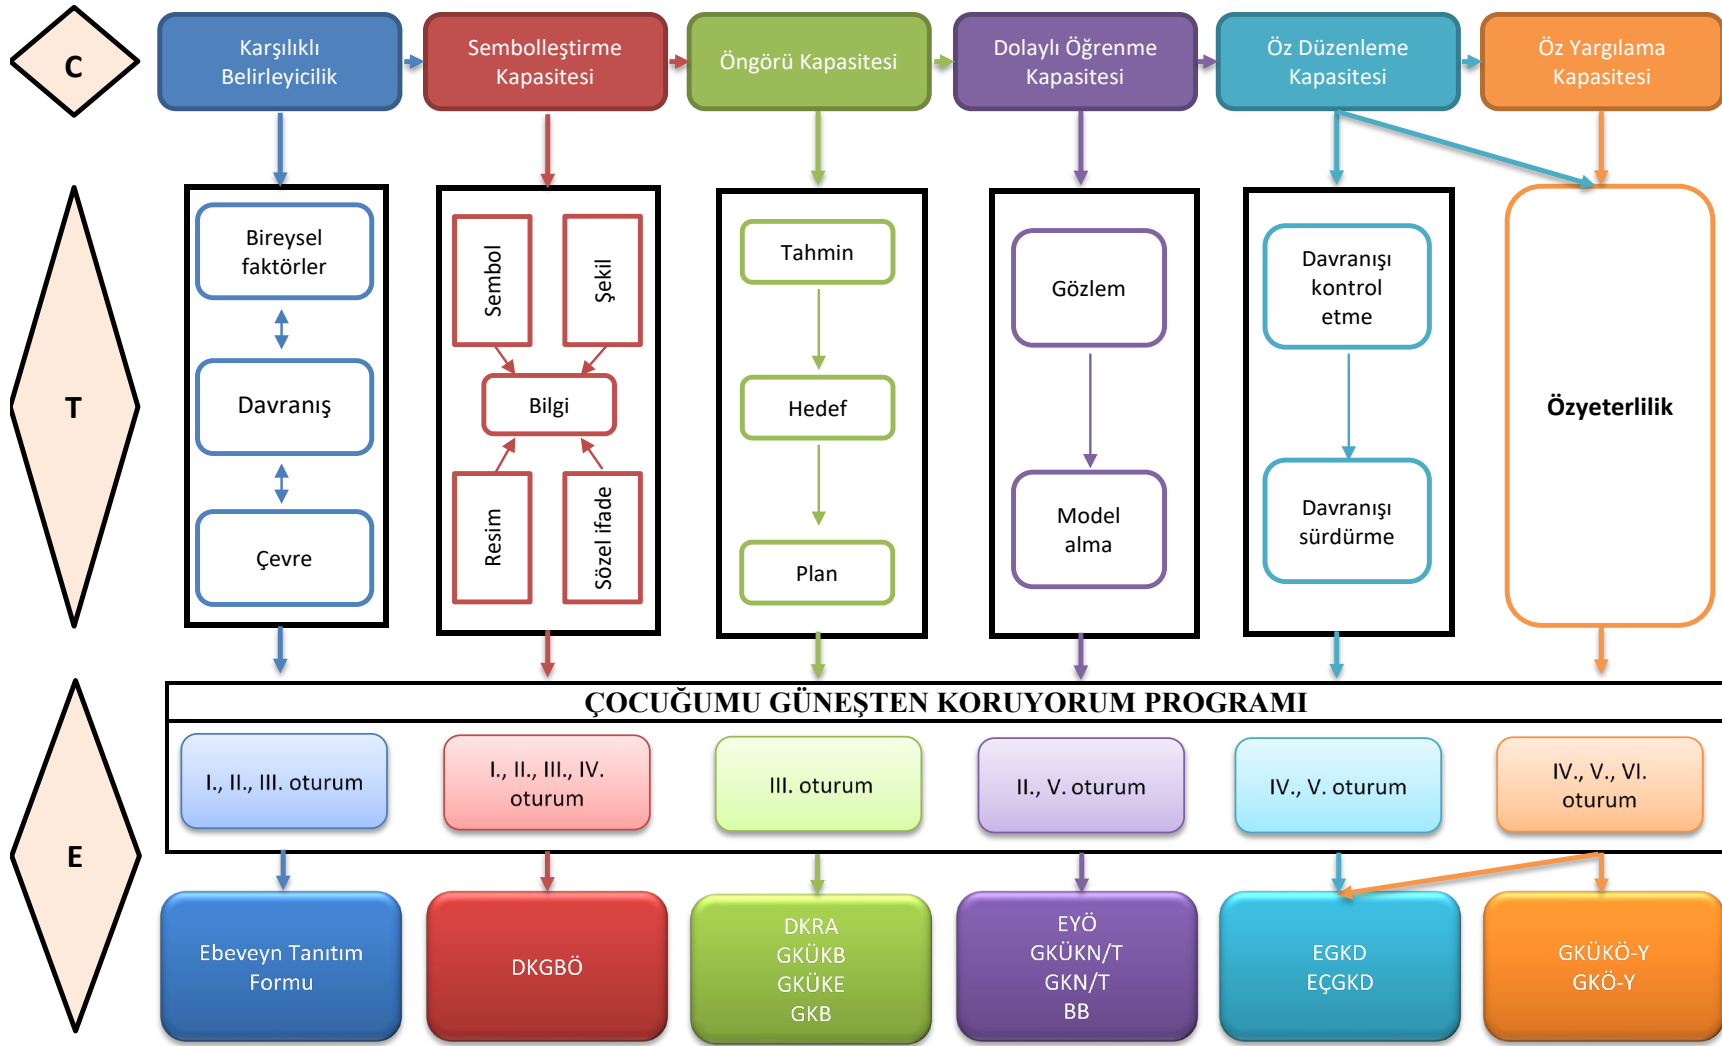 C
Karşılıklı
Belirleyicilik
Sembolleştirme
Kapasitesi
Öngörü Kapasitesi
Dolaylı Öğrenme
Kapasitesi
Öz Düzenleme
Kapasitesi
Öz Yargılama
Kapasitesi
T
Bireysel
faktörler
Davranış
Çevre
Sembol
Şekil
Bilgi
Resim
Sözel ifade
Tahmin
Hedef
Plan
Gözlem
Model
alma
Davranışı
kontrol
etme
Davranışı
sürdürme
Özyeterlilik
E
ÇOCUĞUMU GÜNEŞTEN KORUYORUM PROGRAMI
I., II., III. oturum
I., II., III., IV.
oturum
III. oturum
II., V. oturum
IV., V. oturum
IV., V., VI.
oturum
Ebeveyn Tanıtım
Formu
DKGBÖ
DKRA
GKÜKB
GKÜKE
GKB
EYÖ
GKÜKN/T
GKN/T
BB
EGKD
EÇGKD
GKÜKÖ-Y
GKÖ-Y